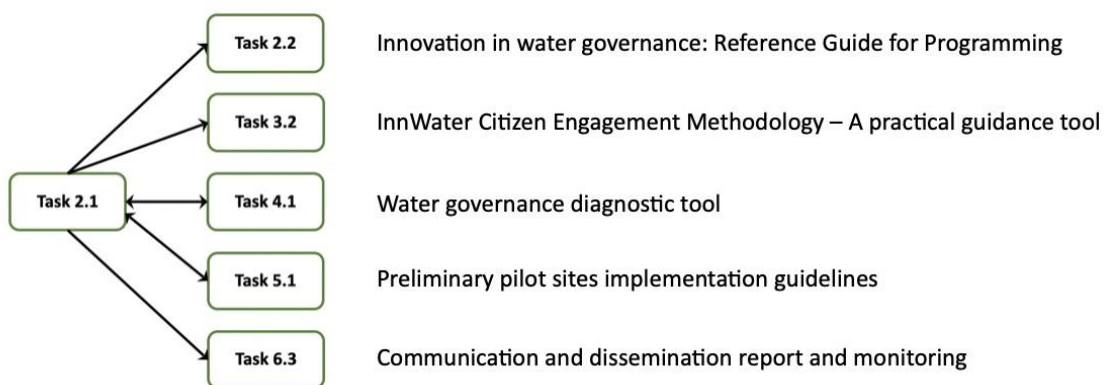 Task 2.2 Innovation in water governance: Reference Guide for Programming
Task 3.2 InnWater Citizen Engagement Methodology – A practical guidance tool
Task 2.1 Task 4.1 Water governance diagnostic tool
Task 5.1 Preliminary pilot sites implementation guidelines
Task 6.3 Communication and dissemination report and monitoring